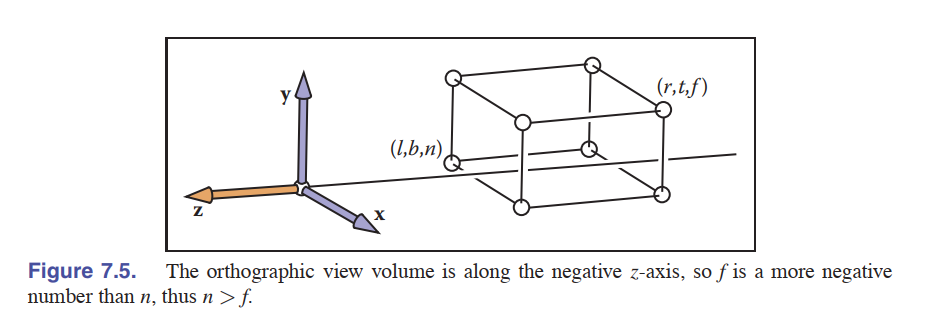 y
(r,t,f)
(l,b,n)
z
x
Figure 7.5. The orthographic view volume is along the negative z-axis, so f is a more negative
number than n, thus n > f.